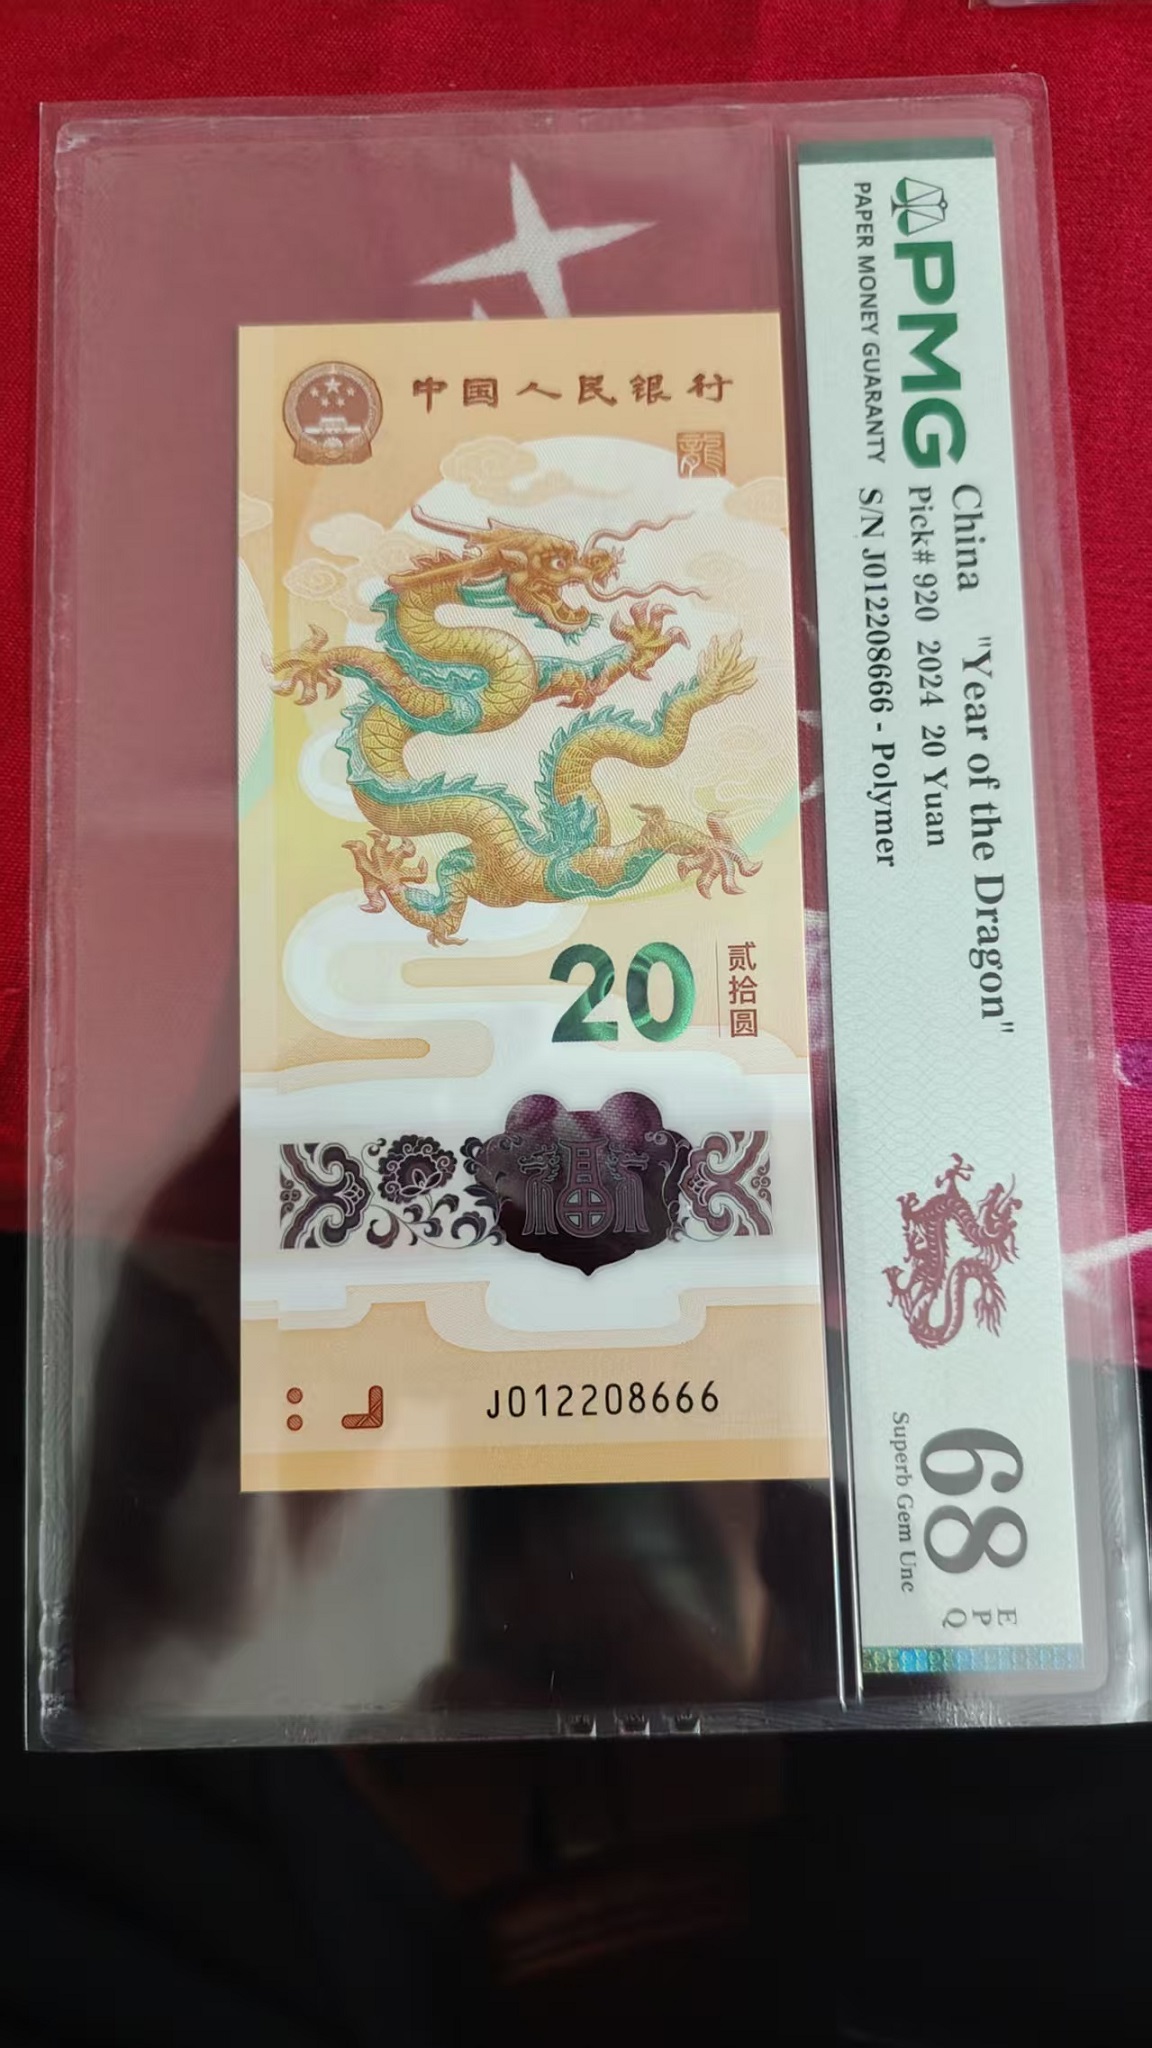 中国人民银行
龍
20
贰拾圆
福
J012208666
PMG
PAPER MONEY GUARANTY
China "Year of the Dragon"
Pick# 920 2024 20 Yuan
S/N J012208666 - Polymer
68 EPQ
Superb Gem Unc